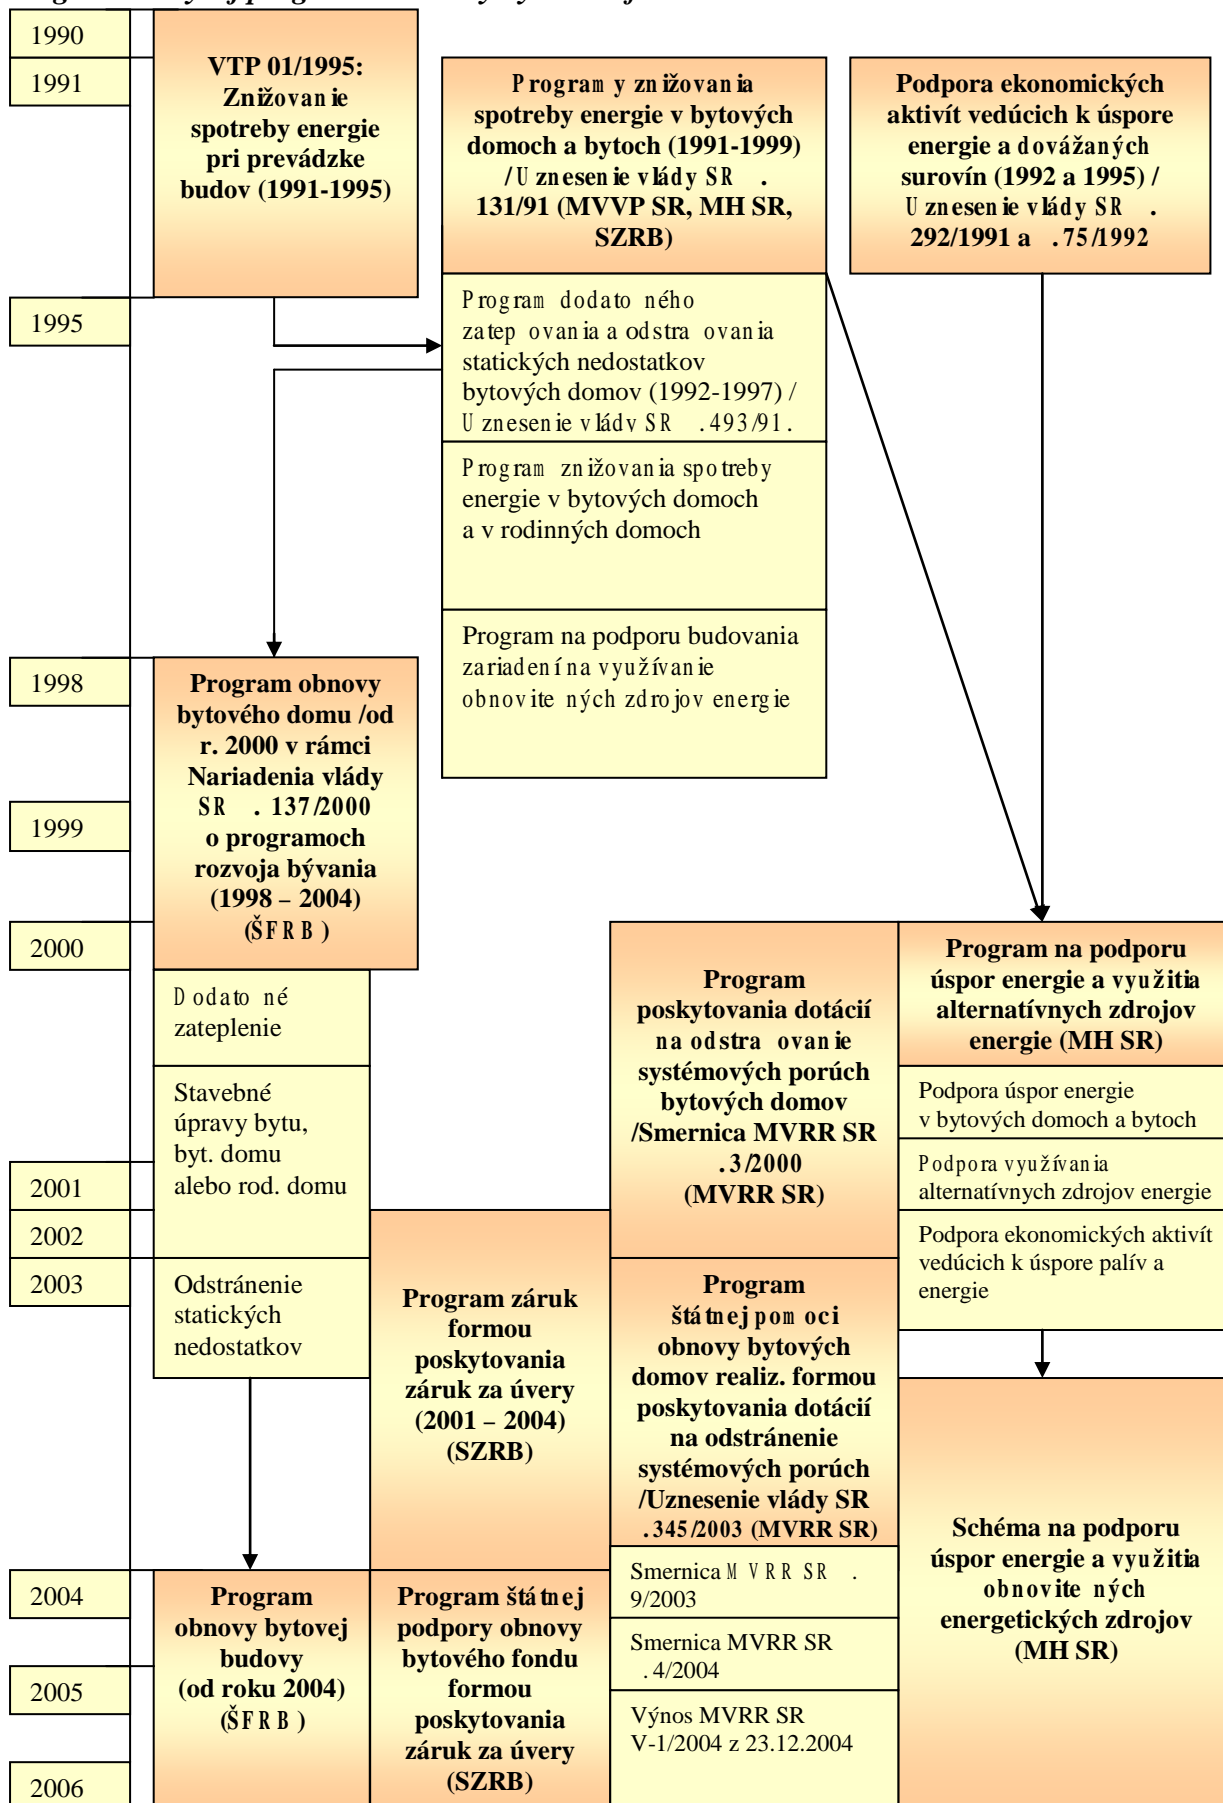 1990
1991
1995
1998
1999
2000
2001
2002
2003
2004
2005
2006
VTP 01/1995:
Znižovanie
spotreby energie
pri prevádzke
budov (1991-1995)
Programy znižovania
spotreby energie v bytových
domoch a bytoch (1991-1999)
/Uznesenie vlády SR .
131/91 (MVVP SR, MH SR,
SZRB)
Program dodato ného
zatep ovania a odstra ovania
statických nedostatkov
bytových domov (1992-1997) /
Uznesenie vlády SR .493/91.
Program znižovania spotreby
energie v bytových domoch
a v rodinných domoch
Program na podporu budovania
zariadení na využívanie
obnovite ných zdrojov energie
Podpora ekonomických
aktivít vedúcich k úspore
energie a dovážaných
surovín (1992 a 1995) /
Uznesenie vlády SR .
292/1991 a .75/1992
Program obnovy
bytového domu /od
r. 2000 v rámci
Nariadenia vlády
SR . 137/2000
o programoch
rozvoja bývania
(1998 – 2004)
(ŠFRB)
Dodato né
zateplenie
Stavebné
úpravy bytu,
byt. domu
alebo rod. domu
Odstránenie
statických
nedostatkov
Program záruk
formou
poskytovania
záruk za úvery
(2001 – 2004)
(SZRB)
Program
poskytovania dotácií
na odstra ovanie
systémových porúch
bytových domov
/Smernica MVRR SR
.3/2000
(MVRR SR)
Program
štátnej pomoci
obnovy bytových
domov realiz. formou
poskytovania dotácií
na odstránenie
systémových porúch
/Uznesenie vlády SR
.345/2003 (MVRR SR)
Smernica MVRR SR .
9/2003
Smernica MVRR SR
.4/2004
Výnos MVRR SR
V-1/2004 z 23.12.2004
Program na podporu
úspor energie a využitia
alternatívnych zdrojov
energie (MH SR)
Podpora úspor energie
v bytových domoch a bytoch
Podpora využívania
alternatívnych zdrojov energie
Podpora ekonomických aktivít
vedúcich k úspore palív a
energie
Schéma na podporu
úspor energie a využitia
obnovite ných
energetických zdrojov
(MH SR)
Program
obnovy bytovej
budovy
(od roku 2004)
(ŠFRB)
Program štátnej
podpory obnovy
bytového fondu
formou
poskytovania
záruk za úvery
(SZRB)